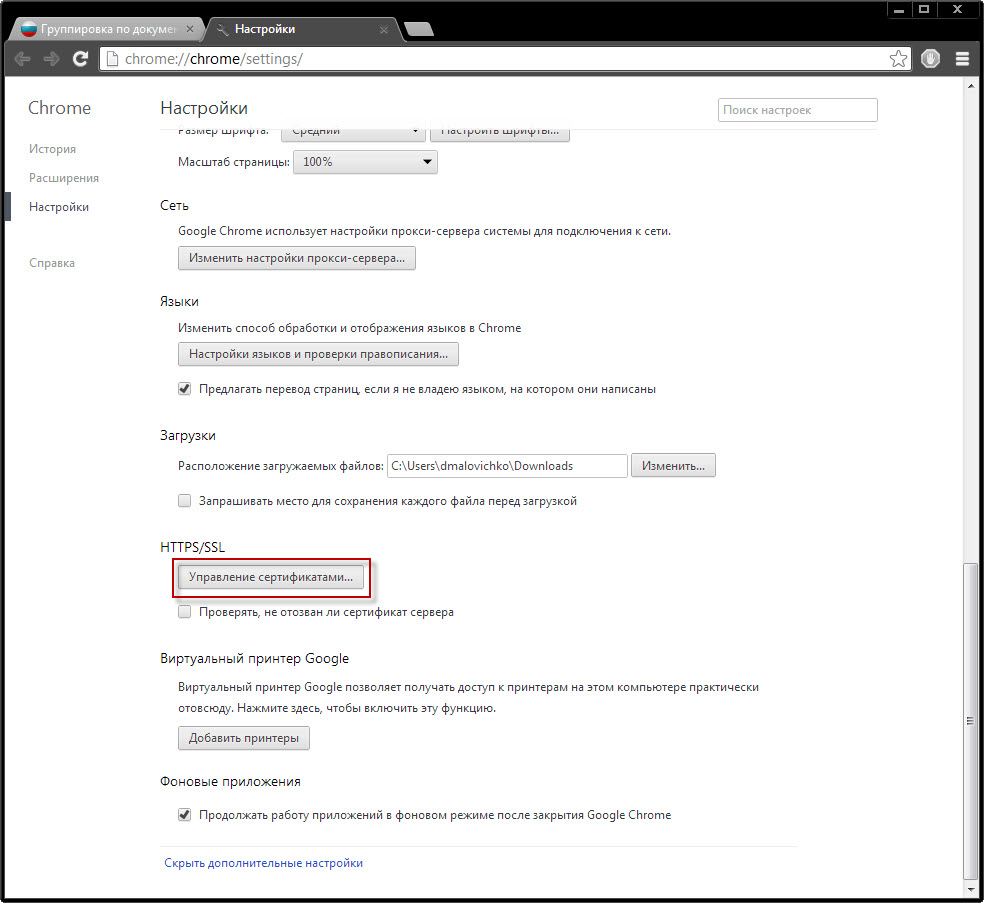 Группировка по докумен
Настройки
chrome://chrome/settings/
Chrome
Настройки
Поиск настроек
История
Расширения
Настройки
Справка
Размер шрифта: Средний Настроить шрифты...
Масштаб страницы: 100%
Сеть
Google Chrome использует настройки прокси-сервера системы для подключения к сети.
Изменить настройки прокси-сервера...
Языки
Изменить способ обработки и отображения языков в Chrome
Настройки языков и проверки правописания...
Предлагать перевод страниц, если я не владею языком, на котором они написаны
Загрузки
Расположение загружаемых файлов: C:\Users\dmalovichko\Downloads Изменить...
Запрашивать место для сохранения каждого файла перед загрузкой
HTTPS/SSL
Управление сертификатами...
Проверять, не отозван ли сертификат сервера
Виртуальный принтер Google
Виртуальный принтер Google позволяет получать доступ к принтерам на этом компьютере практически
отовсюду. Нажмите здесь, чтобы включить эту функцию.
Добавить принтеры
Фоновые приложения
Продолжать работу приложений в фоновом режиме после закрытия Google Chrome
Скрыть дополнительные настройки